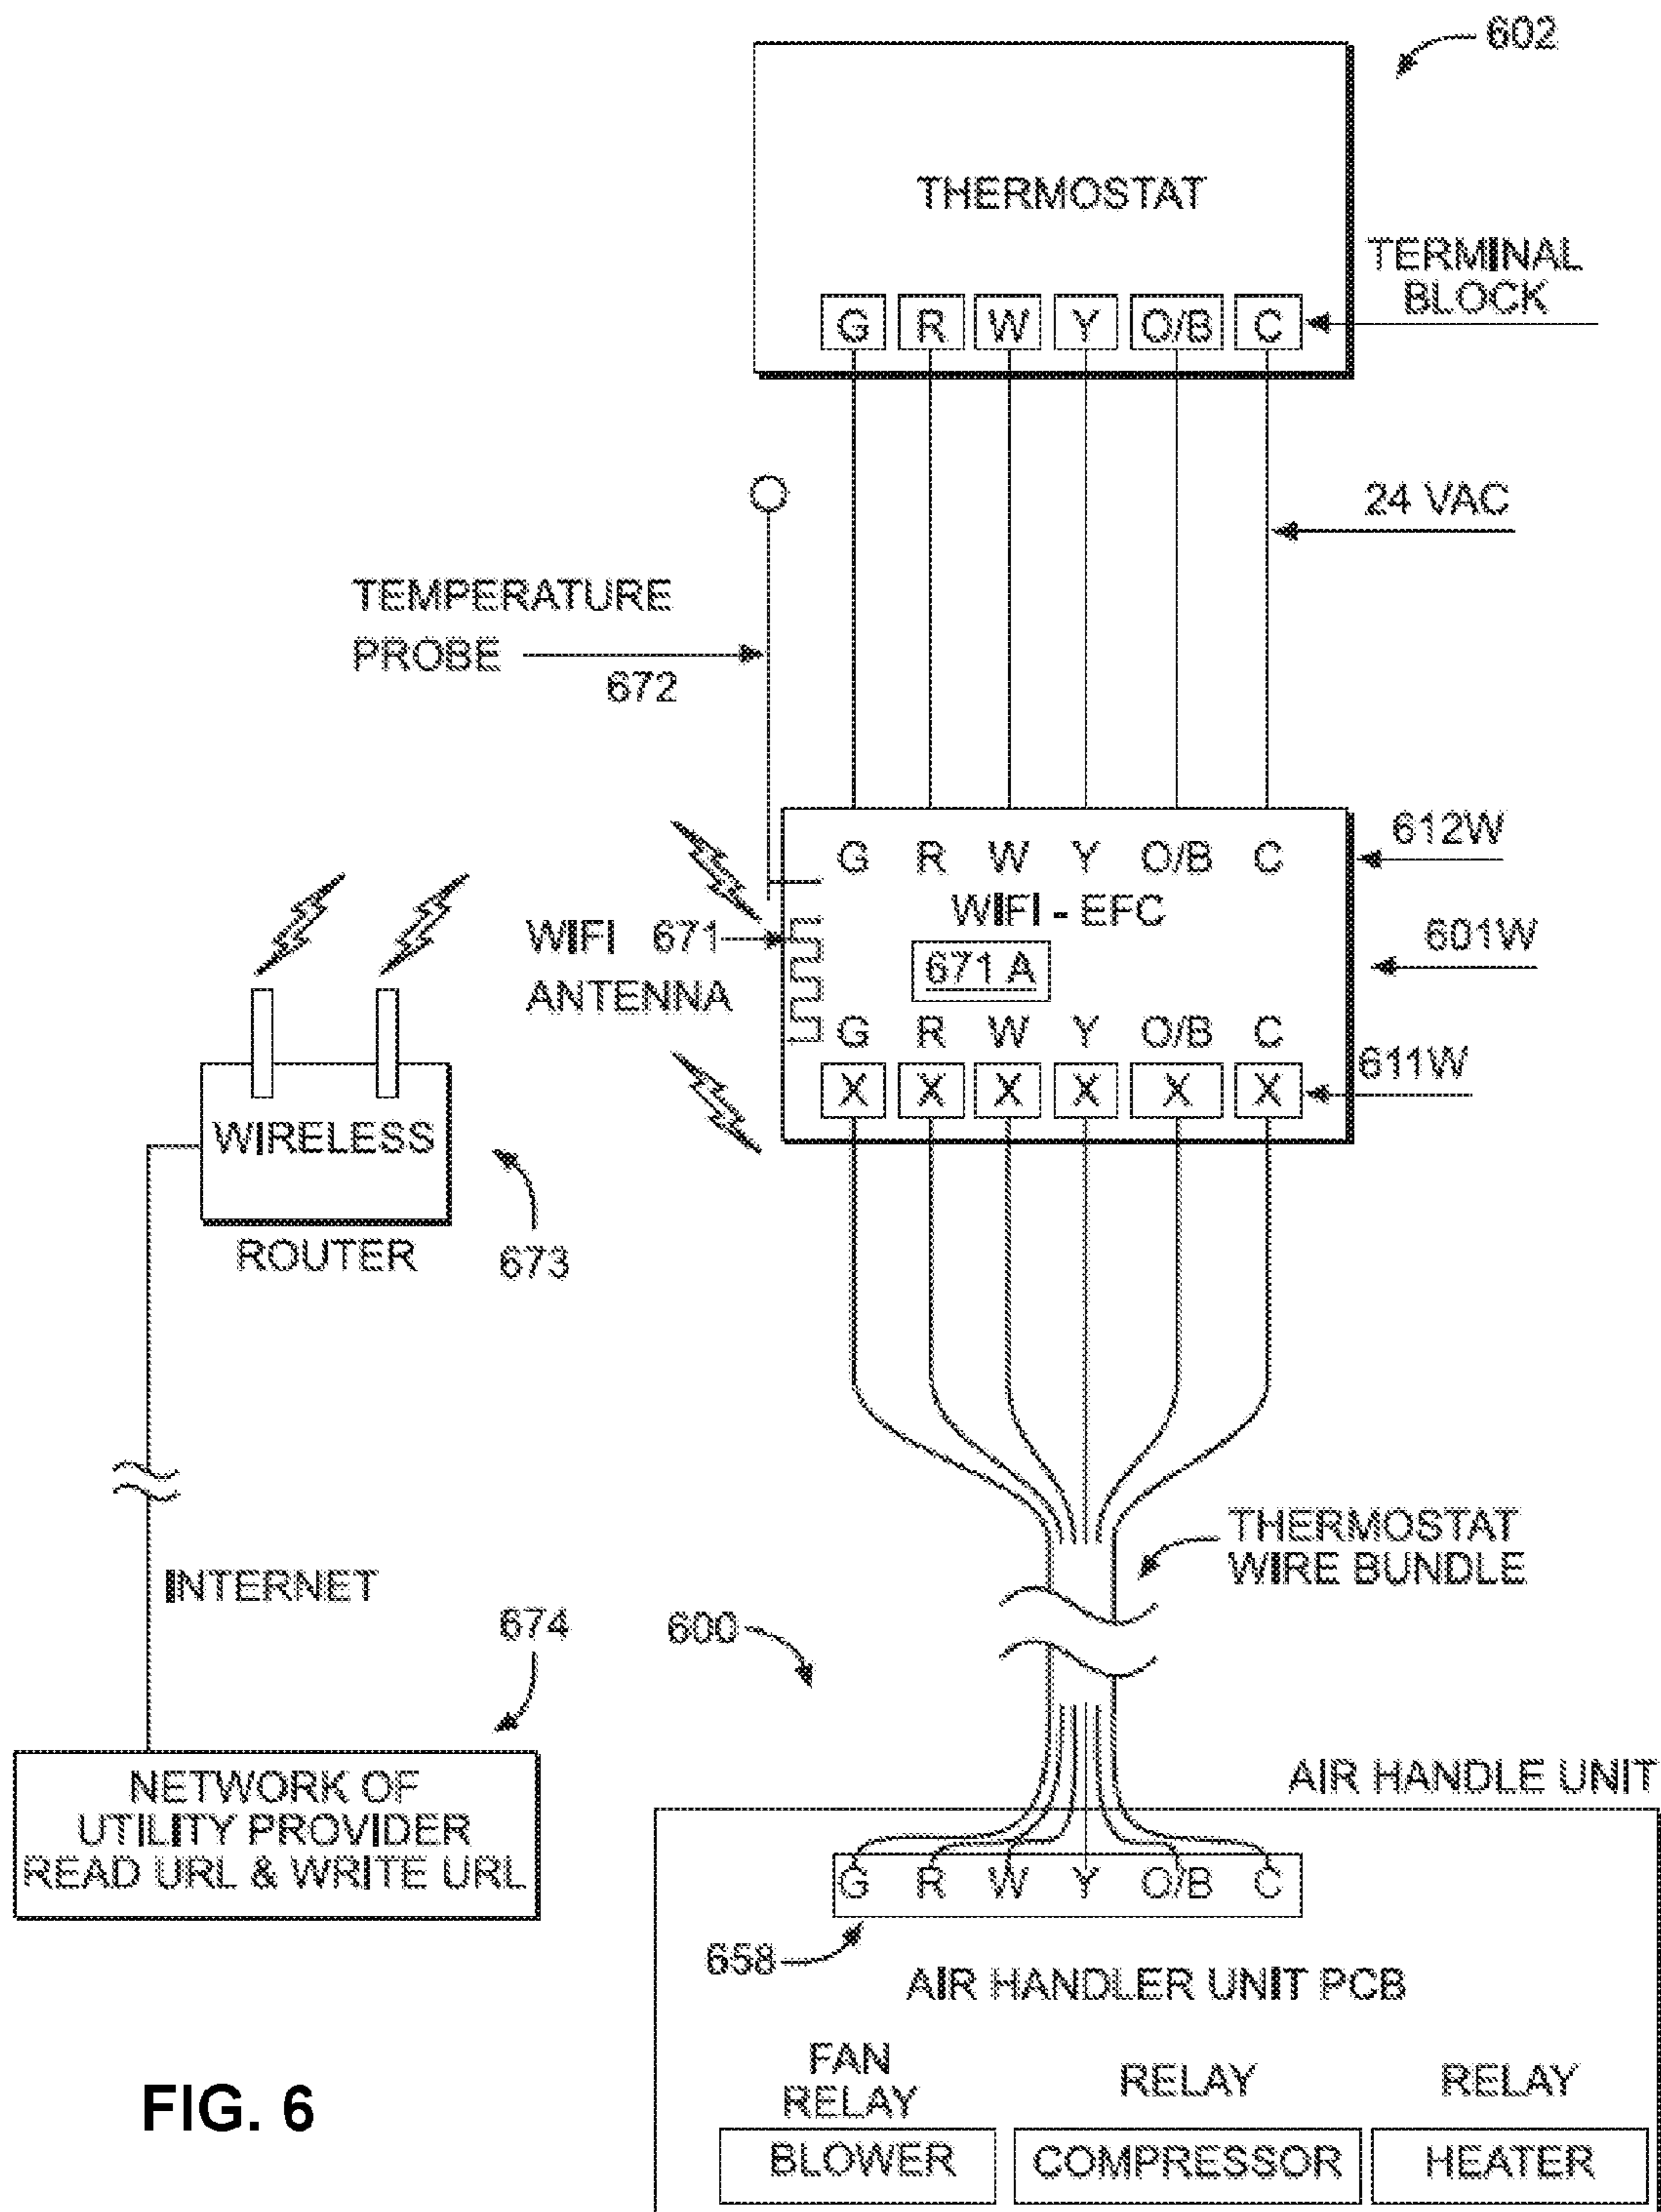 602
THERMOSTAT
TERMINAL
BLOCK
G R W Y O/B C
24 VAC
TEMPERATURE
PROBE
672
612W
G R W Y O/B C
WIFI - EFC
WIFI 671
ANTENNA
671 A
601W
G R W Y O/B C
611W
X X X X X X
WIRELESS
ROUTER
673
THERMOSTAT
WIRE BUNDLE
INTERNET
674
600
NETWORK OF
UTILITY PROVIDER
READ URL & WRITE URL
AIR HANDLE UNIT
G R W Y O/B C
658
AIR HANDLER UNIT PCB
FAN
RELAY
RELAY
RELAY
BLOWER
COMPRESSOR
HEATER
FIG. 6